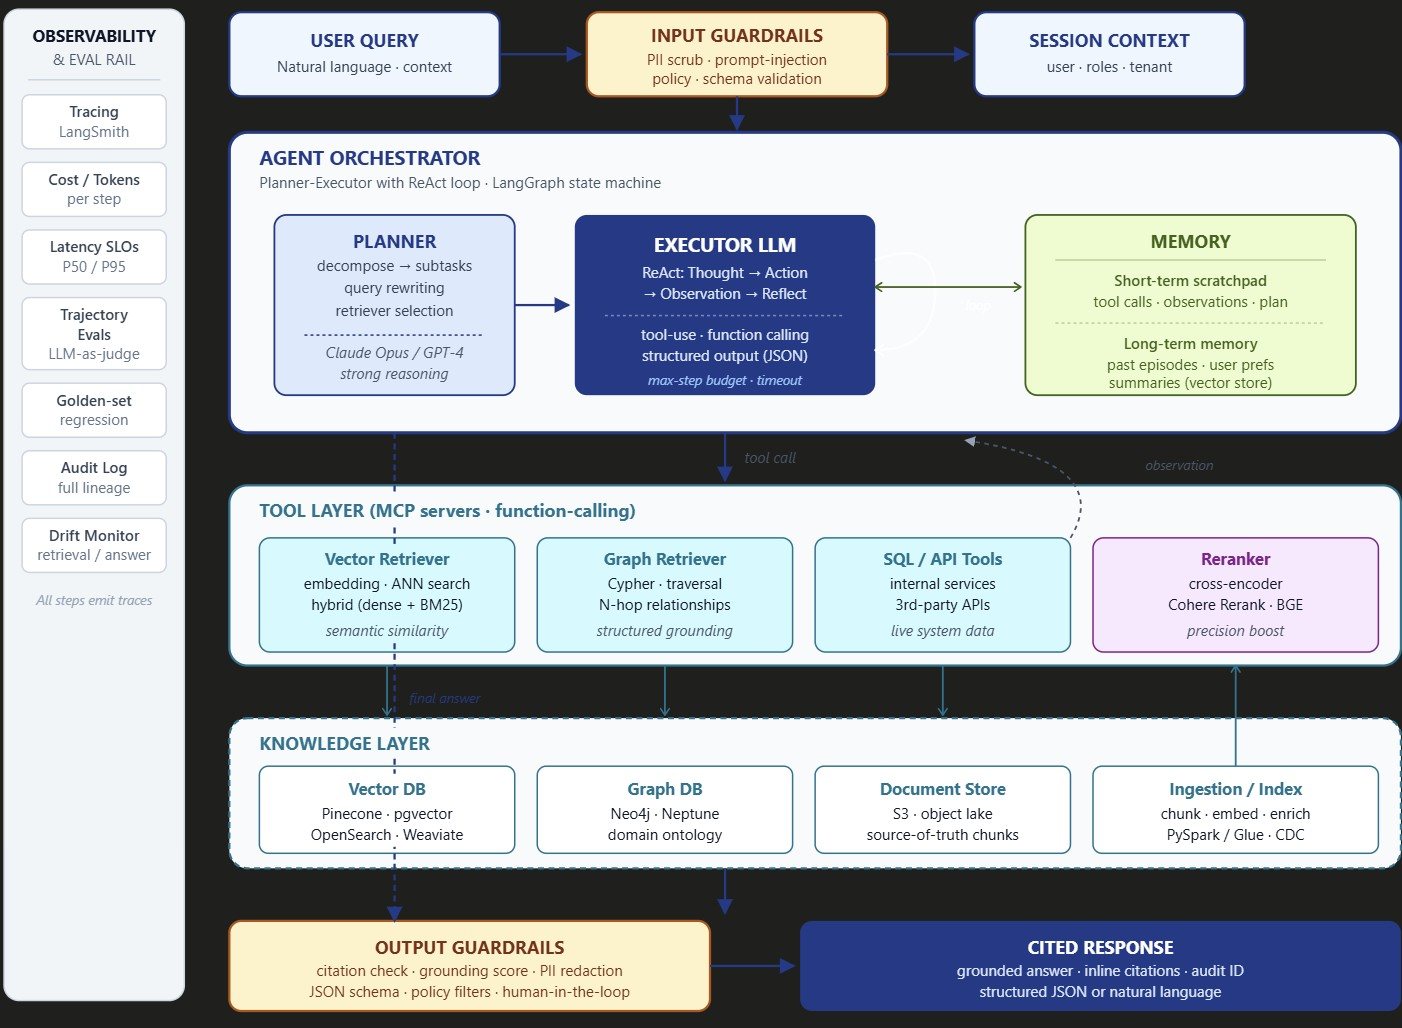 OBSERVABILITY
& EVAL RAIL
Tracing
LangSmith
Cost / Tokens
per step
Latency SLOs
P50 / P95
Trajectory
Evals
LLM-as-judge
Golden-set
regression
Audit Log
full lineage
Drift Monitor
retrieval / answer
All steps emit traces
USER QUERY
Natural language · context
INPUT GUARDRAILS
PII scrub · prompt-injection
policy · schema validation
SESSION CONTEXT
user · roles · tenant
AGENT ORCHESTRATOR
Planner-Executor with ReAct loop · LangGraph state machine
PLANNER
decompose → subtasks
query rewriting
retriever selection
Claude Opus / GPT-4
strong reasoning
EXECUTOR LLM
ReAct: Thought → Action
→ Observation → Reflect
tool-use · function calling
structured output (JSON)
max-step budget · timeout
MEMORY
Short-term scratchpad
tool calls · observations · plan
Long-term memory
past episodes · user prefs
summaries (vector store)
tool call
observation
TOOL LAYER (MCP servers · function-calling)
Vector Retriever
embedding · ANN search
hybrid (dense + BM25)
semantic similarity
Graph Retriever
Cypher · traversal
N-hop relationships
structured grounding
SQL / API Tools
internal services
3rd-party APIs
live system data
Reranker
cross-encoder
Cohere Rerank · BGE
precision boost
final answer
KNOWLEDGE LAYER
Vector DB
Pinecone · pgvector
OpenSearch · Weaviate
Graph DB
Neo4j · Neptune
domain ontology
Document Store
S3 · object lake
source-of-truth chunks
Ingestion / Index
chunk · embed · enrich
PySpark / Glue · CDC
OUTPUT GUARDRAILS
citation check · grounding score · PII redaction
JSON schema · policy filters · human-in-the-loop
CITED RESPONSE
grounded answer · inline citations · audit ID
structured JSON or natural language